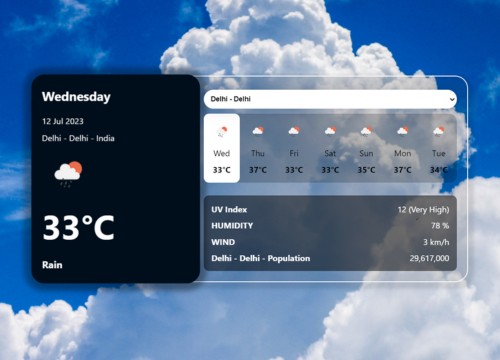 Wednesday
12 Jul 2023
Delhi - Delhi - India
33°C
Rain
Delhi - Delhi
Wed Thu Fri Sat Sun Mon Tue
33°C 37°C 33°C 33°C 35°C 37°C 34°C
UV Index 12 (Very High)
HUMIDITY 78 %
WIND 3 km/h
Delhi - Delhi - Population 29,617,000